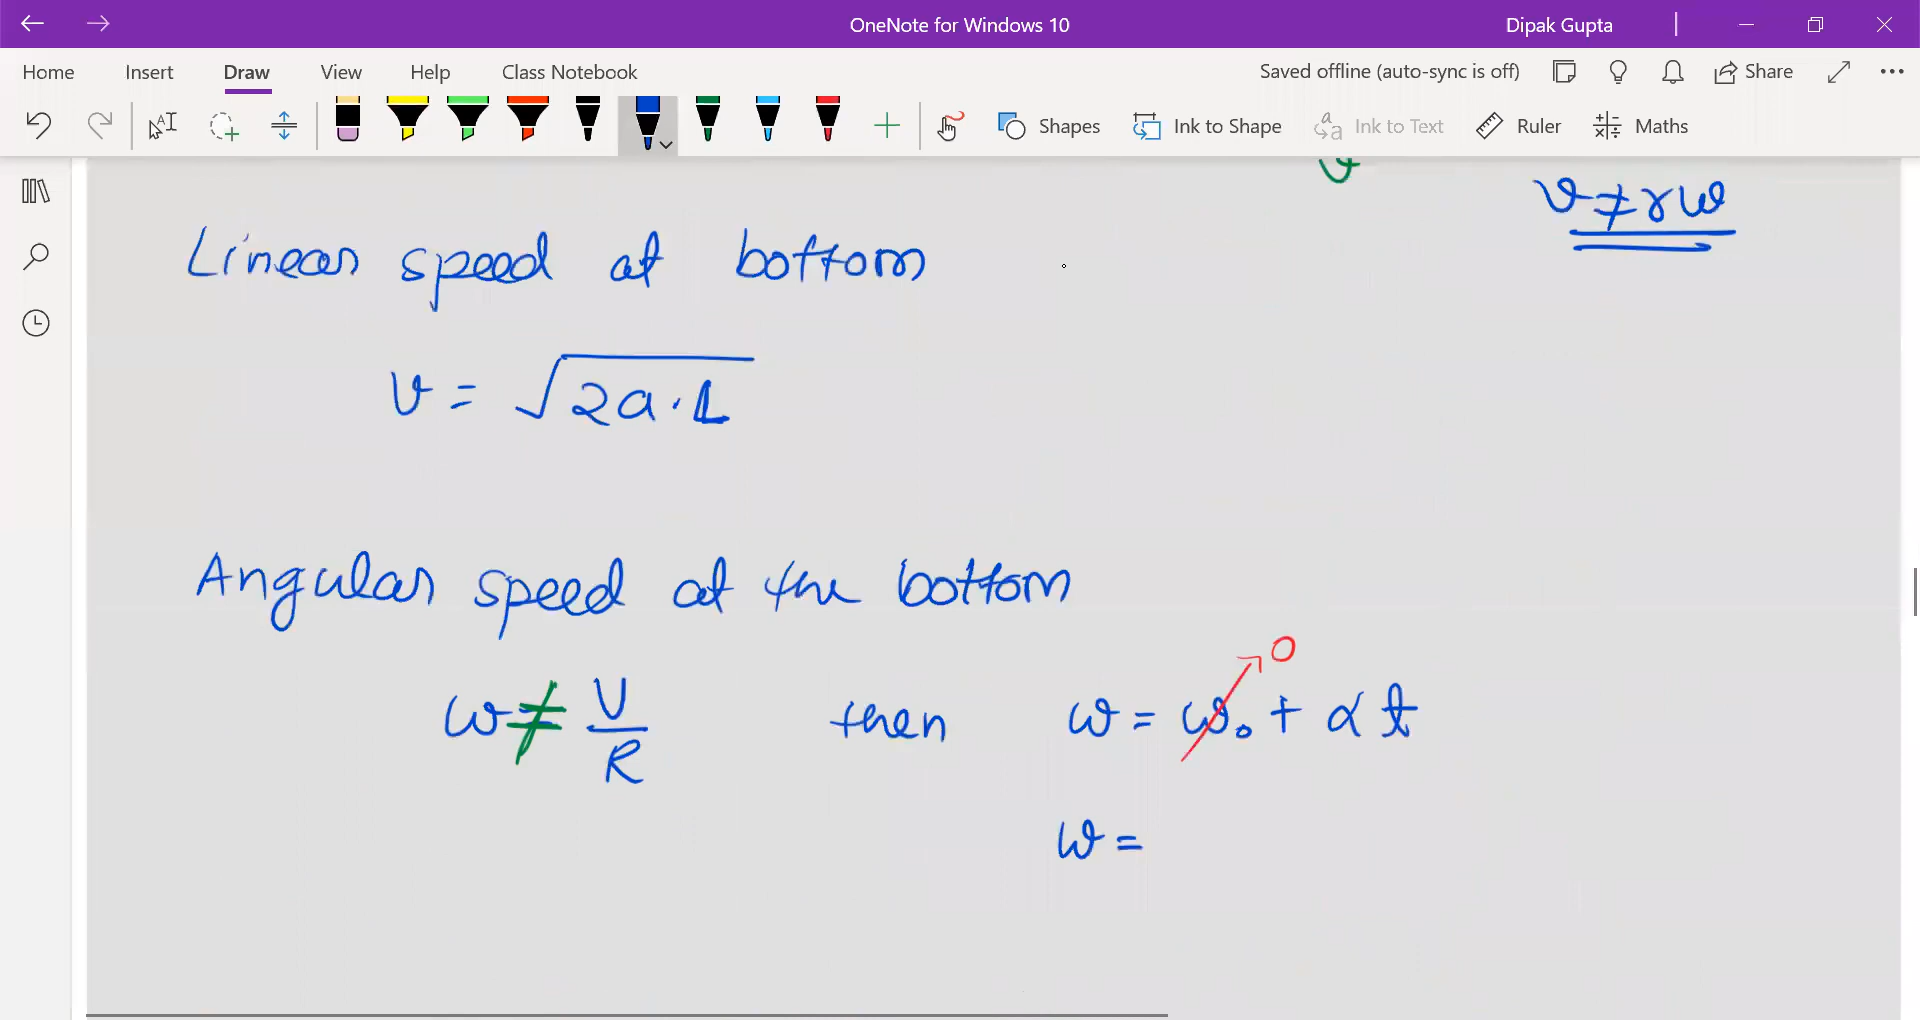 OneNote for Windows 10
Dipak Gupta
Home Insert Draw View Help Class Notebook
Saved offline (auto-sync is off) Share
Shapes Ink to Shape Ink to Text Ruler Maths
v
v ≠ rω
Linear speed at bottom
v = √2a·L
Angular speed at the bottom
ω ≠ V/R then ω = ω₀ + αt
0
ω =